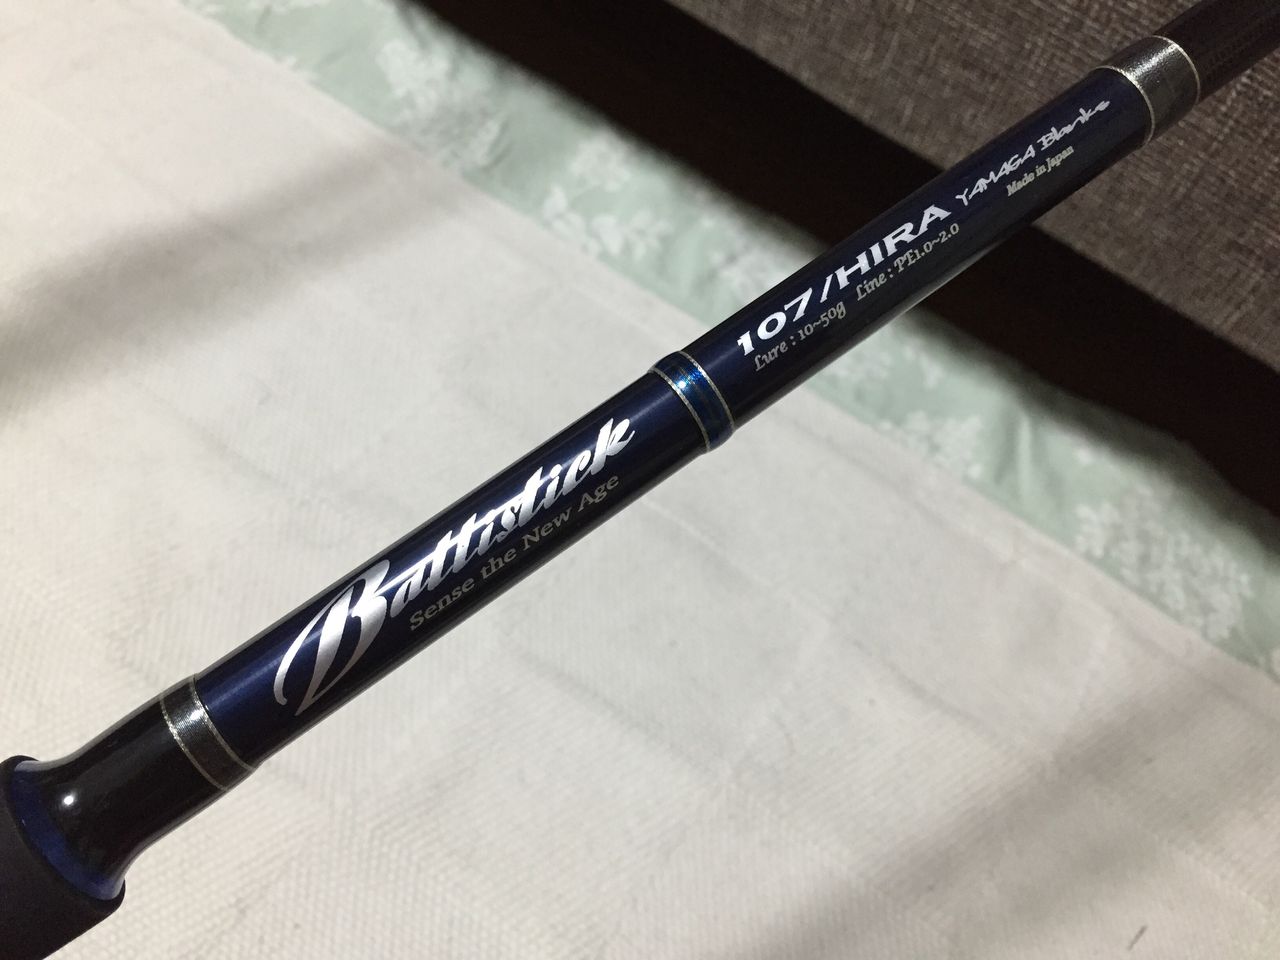 Battistick
Sense the New Age
107/HIRA YAMAGA Blanks
Lure : 10~50g Line : PE1.0~2.0 Made in Japan